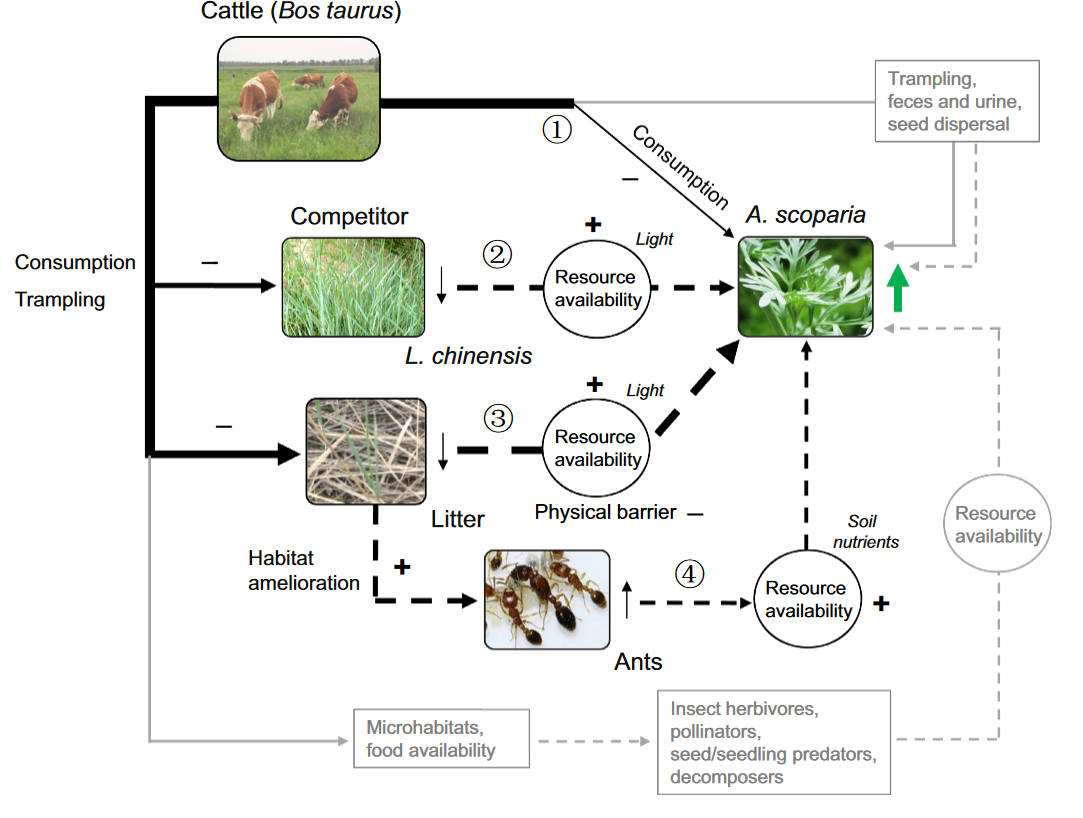 Cattle (Bos taurus)
Trampling,
feces and urine,
seed dispersal
①
Consumption
–
A. scoparia
Competitor
+
Light
②
Resource
availability
Consumption
Trampling
–
L. chinensis
+
Light
③
Resource
availability
–
Physical barrier –
Litter
Habitat
amelioration
+
Soil
nutrients
④
Resource
availability
+
Ants
Resource
availability
Microhabitats,
food availability
Insect herbivores,
pollinators,
seed/seedling predators,
decomposers